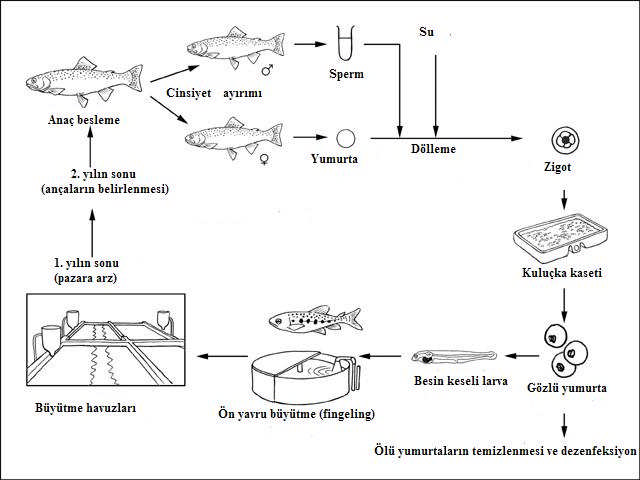 Su
Sperm
Cinsiyet ayırımı
Anaç besleme
Yumurta
Dölleme
Zigot
2. yılın sonu
(ançaların belirlenmesi)
1. yılın sonu
(pazara arz)
Kuluçka kaseti
Besin keseli larva
Gözlü yumurta
Ön yavru büyütme (fingeling)
Büyütme havuzları
Ölü yumurtaların temizlenmesi ve dezenfeksiyon